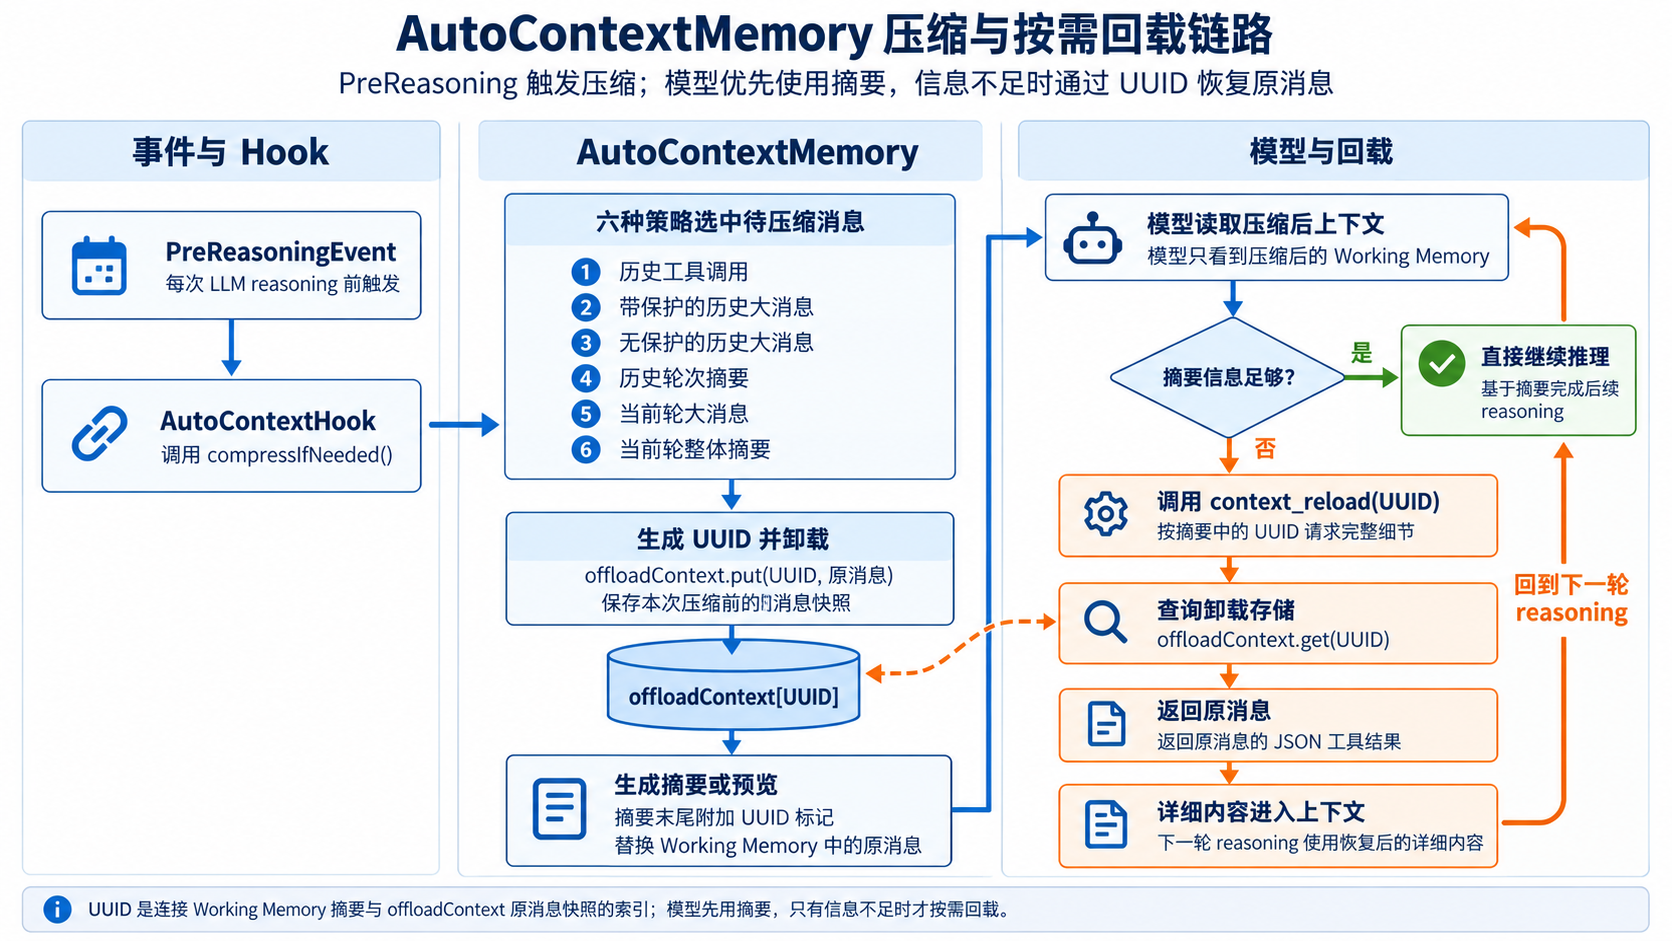 AutoContextMemory 压缩与按需回载链路
PreReasoning 触发压缩；模型优先使用摘要，信息不足时通过 UUID 恢复原消息
事件与 Hook
PreReasoningEvent
每次 LLM reasoning 前触发
AutoContextHook
调用 compressIfNeeded()
AutoContextMemory
六种策略选中待压缩消息
1 历史工具调用
2 带保护的历史大消息
3 无保护的历史大消息
4 历史轮次摘要
5 当前轮大消息
6 当前轮整体摘要
生成 UUID 并卸载
offloadContext.put(UUID, 原消息)
保存本次压缩前的消息快照
offloadContext[UUID]
生成摘要或预览
摘要末尾附加 UUID 标记
替换 Working Memory 中的原消息
模型与回载
模型读取压缩后上下文
模型只看到压缩后的 Working Memory
摘要信息足够?
是
直接继续推理
基于摘要完成后续
reasoning
否
调用 context_reload(UUID)
按摘要中的 UUID 请求完整细节
查询卸载存储
offloadContext.get(UUID)
返回原消息
返回原消息的 JSON 工具结果
详细内容进入上下文
下一轮 reasoning 使用恢复后的详细内容
回到下一轮
reasoning
UUID 是连接 Working Memory 摘要与 offloadContext 原消息快照的索引；模型先用摘要，只有信息不足时才按需回载。